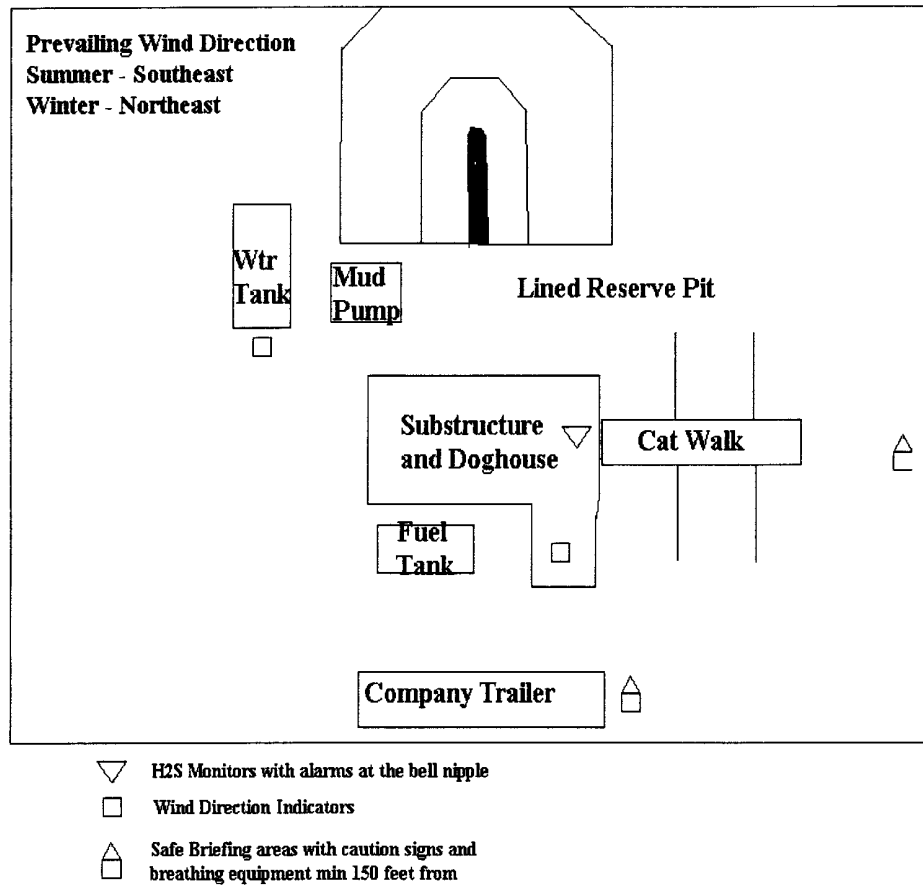 Prevailing Wind Direction
Summer - Southeast
Winter - Northeast
Wtr
Tank
Mud
Pump
Lined Reserve Pit
Substructure
and Doghouse
Cat Walk
Fuel
Tank
Company Trailer
H2S Monitors with alarms at the bell nipple
Wind Direction Indicators
Safe Briefing areas with caution signs and
breathing equipment min 150 feet from